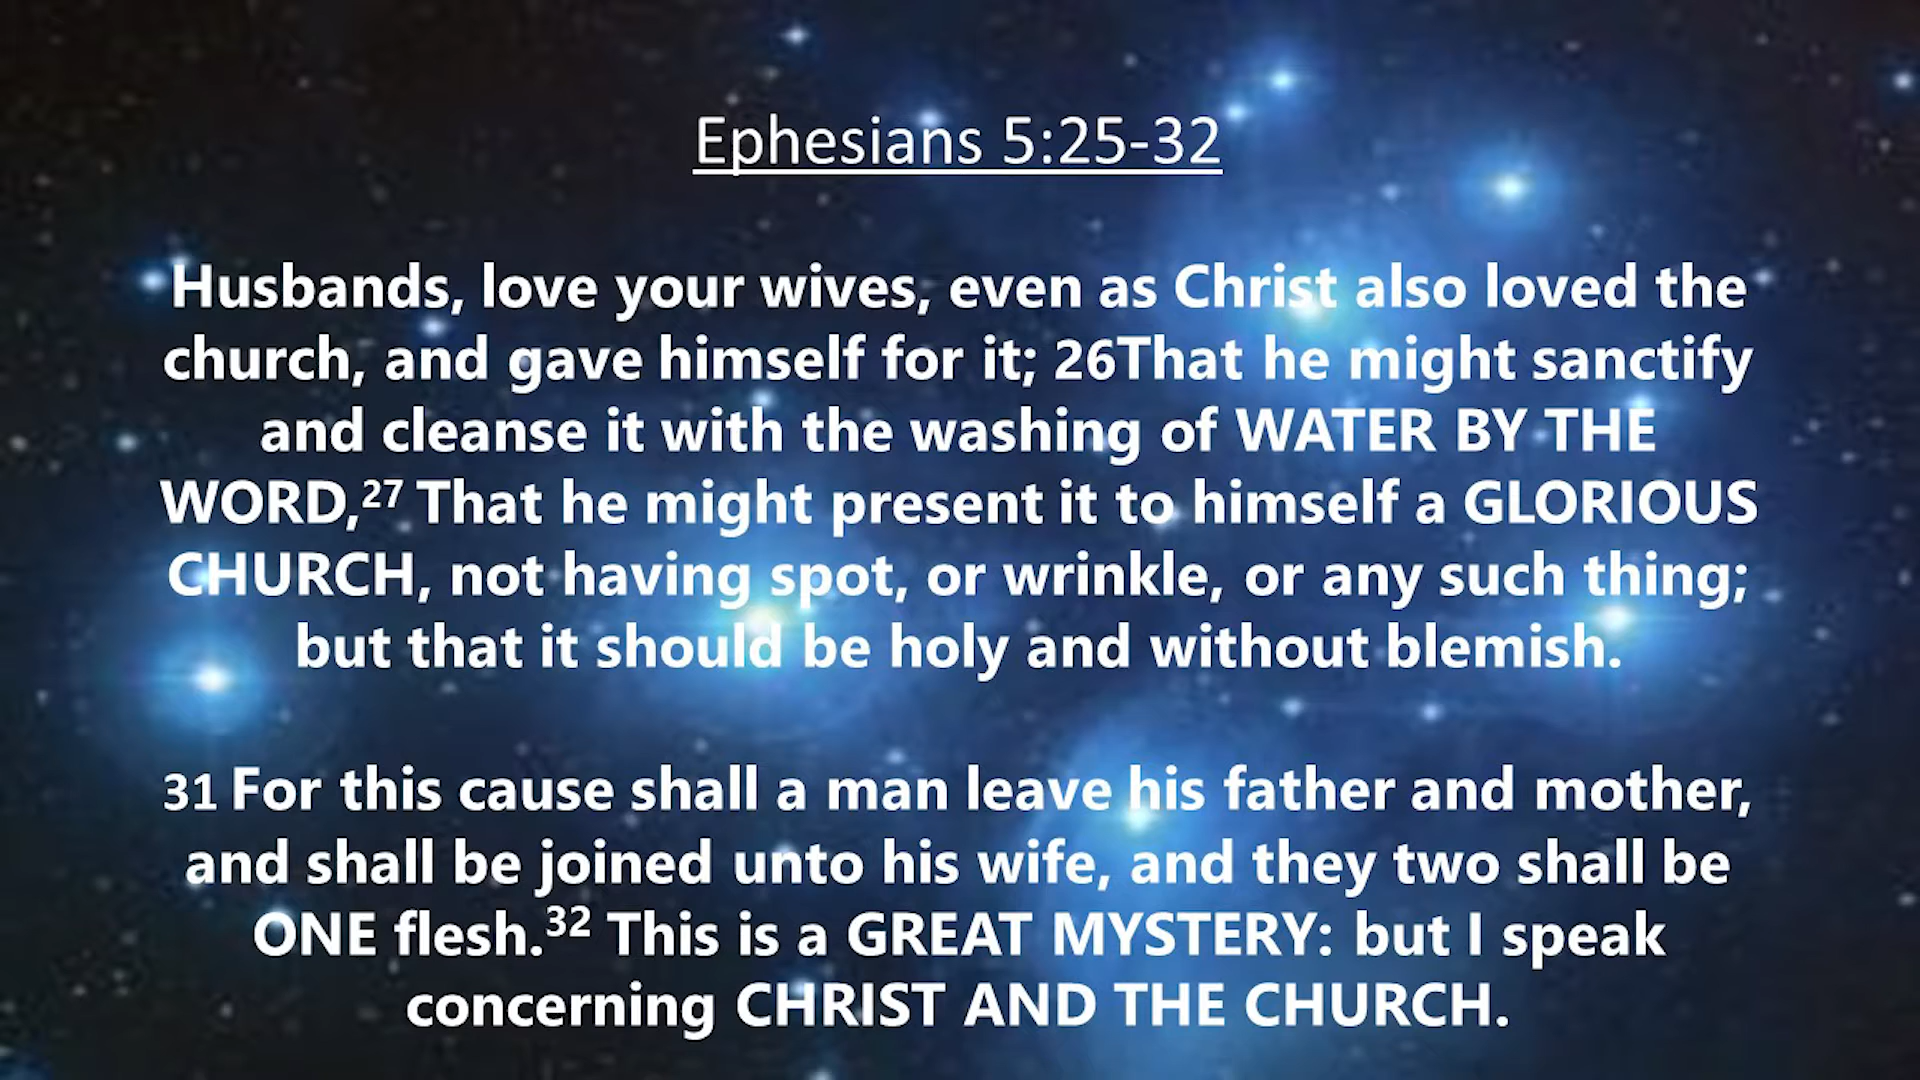 Ephesians 5:25-32
Husbands, love your wives, even as Christ also loved the
church, and gave himself for it; 26That he might sanctify
and cleanse it with the washing of WATER BY THE
WORD,27 That he might present it to himself a GLORIOUS
CHURCH, not having spot, or wrinkle, or any such thing;
but that it should be holy and without blemish.
31 For this cause shall a man leave his father and mother,
and shall be joined unto his wife, and they two shall be
ONE flesh.32 This is a GREAT MYSTERY: but I speak
concerning CHRIST AND THE CHURCH.